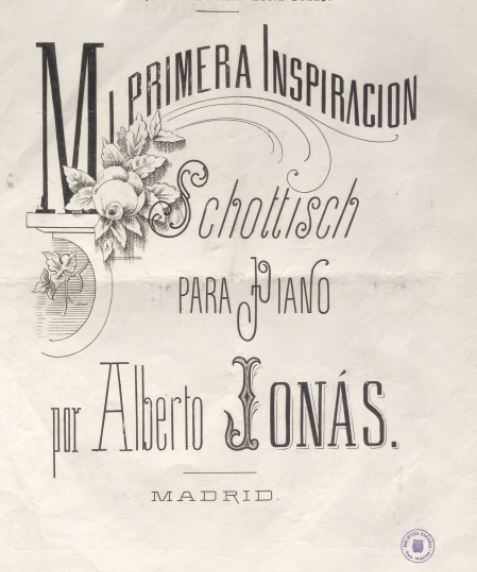 MI PRIMERA INSPIRACION
Schottisch
PARA PIANO
por Alberto JONÁS.
MADRID.